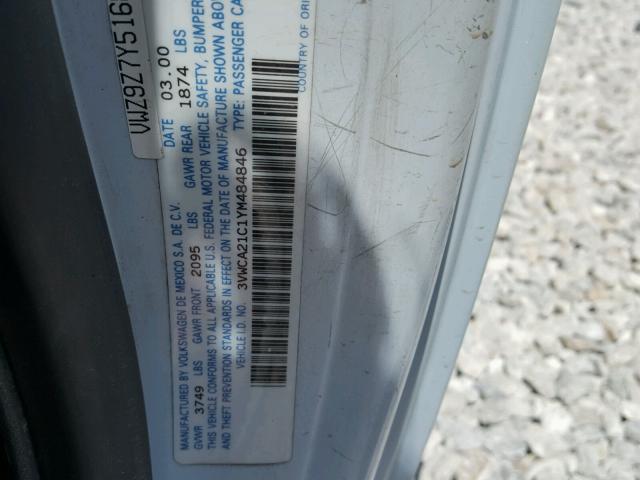 VWZ9Z7Y516
MANUFACTURED BY VOLKSWAGEN DE MEXICO S.A. DE C.V. DATE 03.00
GVWR 3749 LBS GAWR FRONT 2095 LBS GAWR REAR 1874 LBS
THIS VEHICLE CONFORMS TO ALL APPLICABLE U.S. FEDERAL MOTOR VEHICLE SAFETY, BUMPER
AND THEFT PREVENTION STANDARDS IN EFFECT ON THE DATE OF MANUFACTURE SHOWN ABOV
VEHICLE I.D. NO. 3VWCA21C1YM484846 TYPE: PASSENGER CA
COUNTRY OF ORI